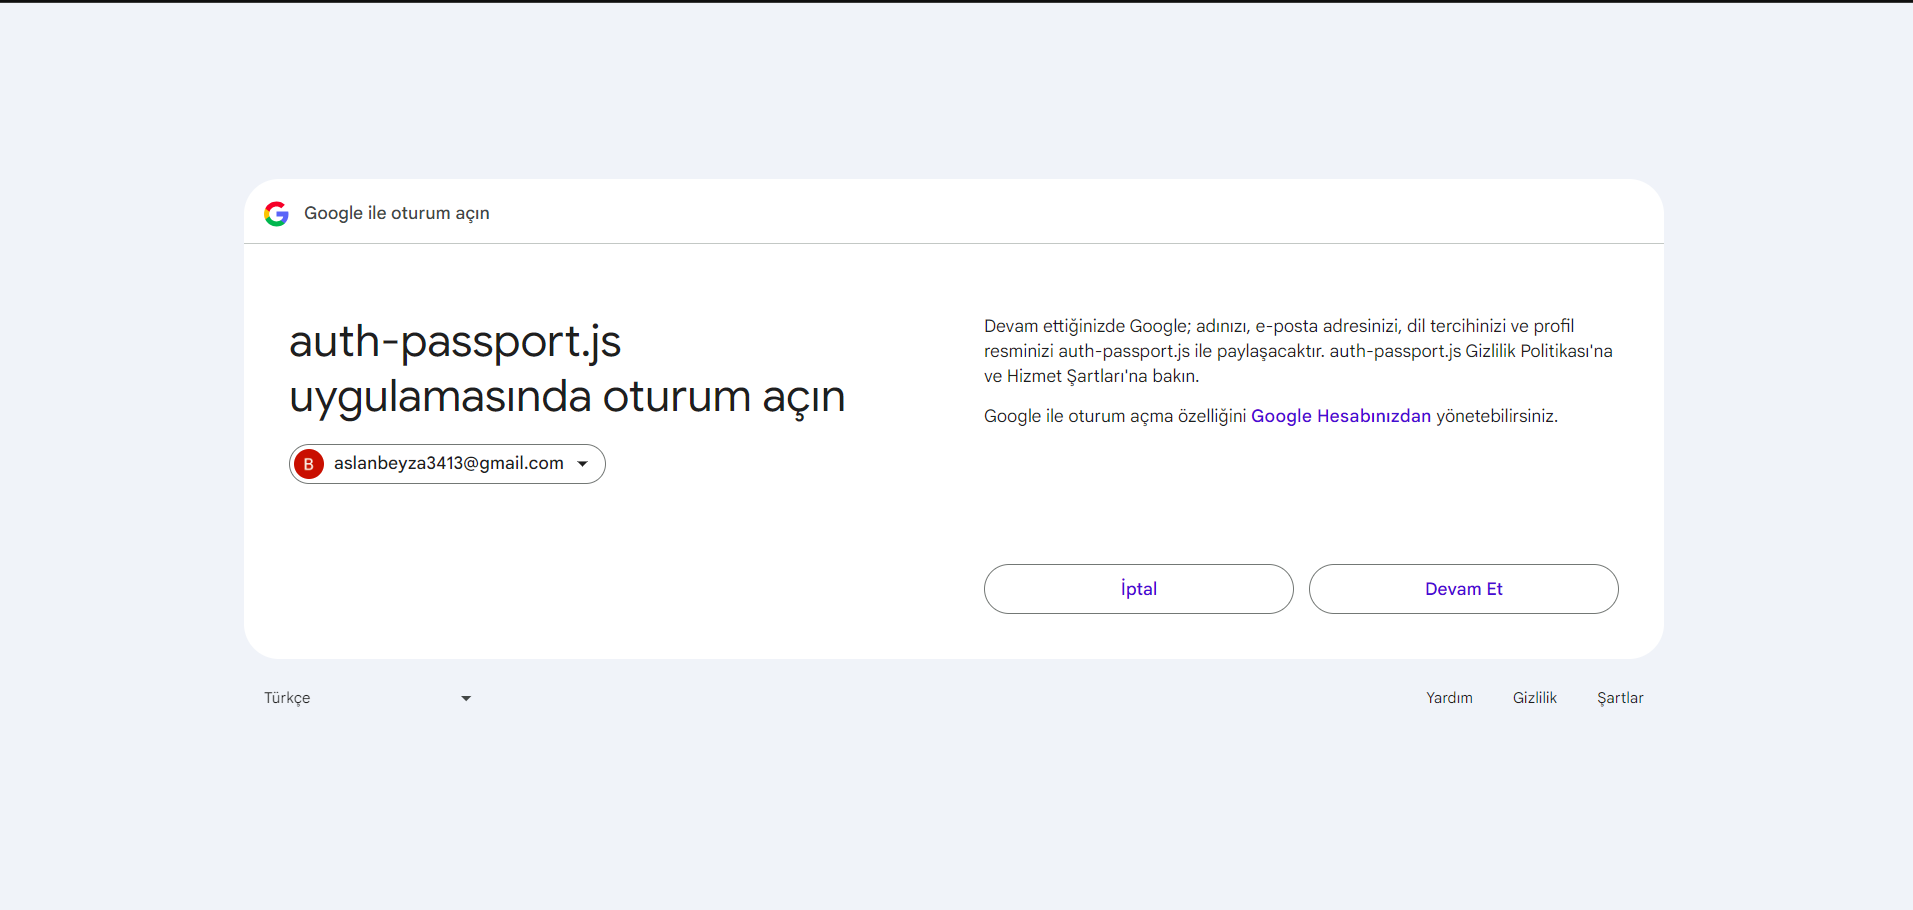 Google ile oturum açın
auth-passport.js
uygulamasında oturum açın
B
aslanbeyza3413@gmail.com
Devam ettiğinizde Google; adınızı, e-posta adresinizi, dil tercihinizi ve profil
resminizi auth-passport.js ile paylaşacaktır. auth-passport.js Gizlilik Politikası'na
ve Hizmet Şartları'na bakın.
Google ile oturum açma özelliğini Google Hesabınızdan yönetebilirsiniz.
İptal
Devam Et
Türkçe
Yardım
Gizlilik
Şartlar